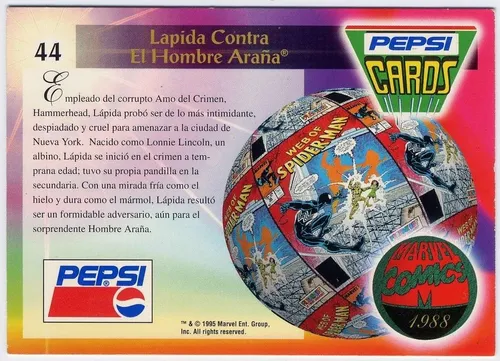 44
Lapida Contra
El Hombre Araña®
PEPSI
CARDS
Empleado del corrupto Amo del Crimen,
Hammerhead, Lápida probó ser de lo más intimidante,
despiadado y cruel para amenazar a la ciudad de
Nueva York. Nacido como Lonnie Lincoln, un
albino, Lápida se inició en el crimen a tem-
prana edad; tuvo su propia pandilla en la
secundaria. Con una mirada fría como el
hielo y dura como el mármol, Lápida resultó
ser un formidable adversario, aún para el
sorprendente Hombre Araña.
WEB OF
SPIDER-MAN
PEPSI
MARVEL
COMICS
M
1988
™ & © 1995 Marvel Ent. Group,
Inc. All rights reserved.